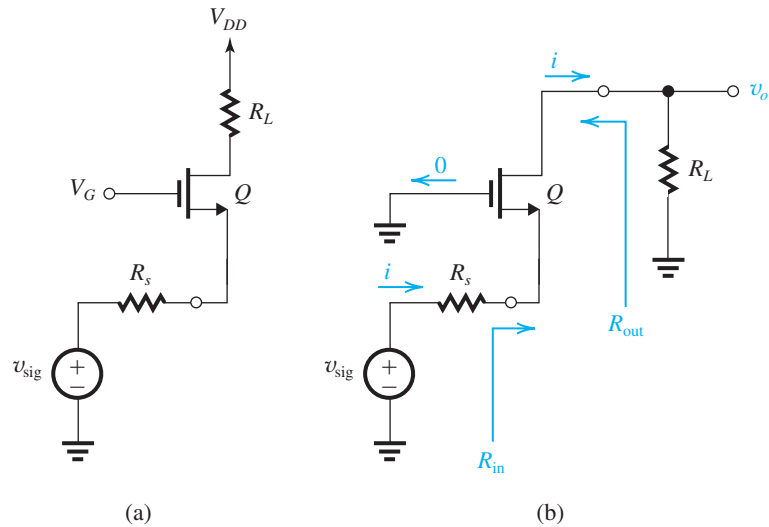 V_DD
R_L
V_G
Q
R_s
v_sig
+
−
(a)
i
v_o
0
Q
R_L
i
R_s
R_out
v_sig
+
−
R_in
(b)